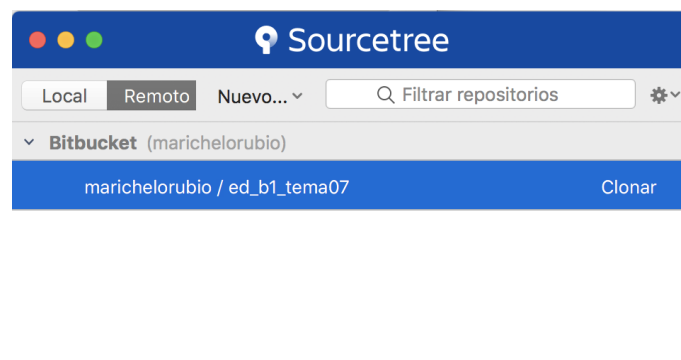 Sourcetree
Local Remoto Nuevo... Filtrar repositorios
Bitbucket (marichelorubio)
marichelorubio / ed_b1_tema07 Clonar